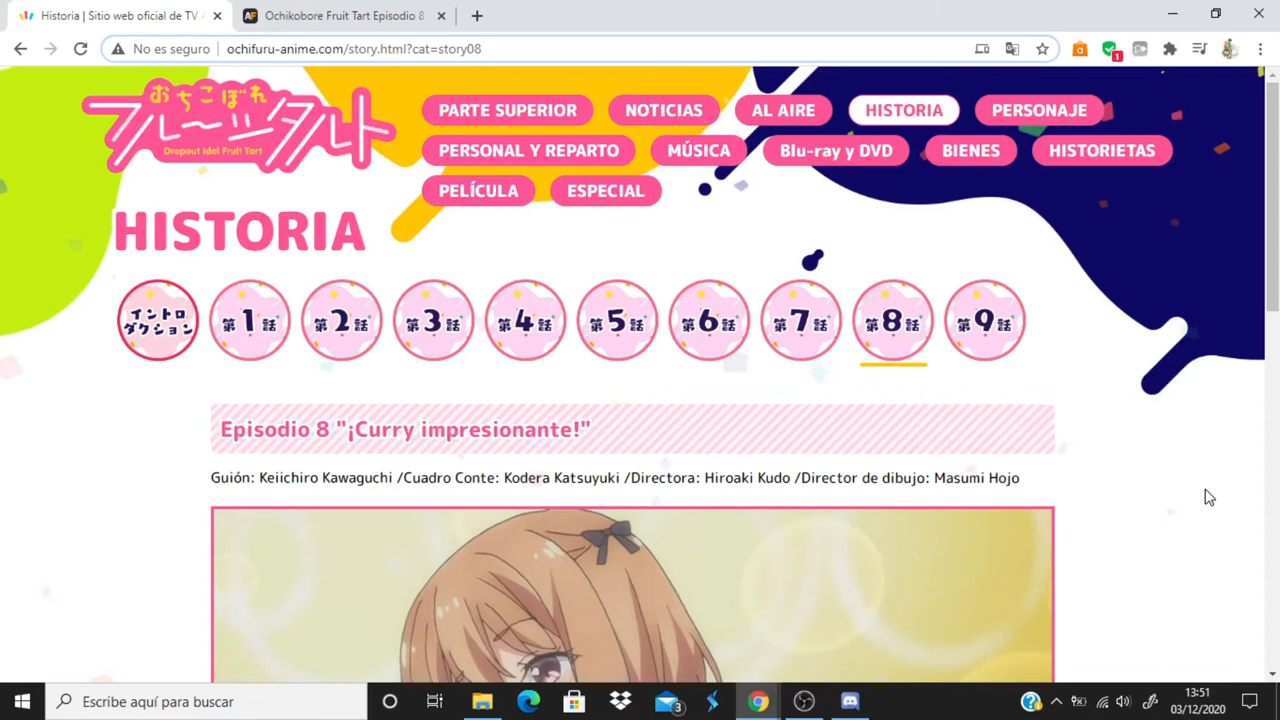 Historia | Sitio web oficial de TV A
Ochikobore Fruit Tart Episodio 8
No es seguro
ochifuru-anime.com/story.html?cat=story08
1
おちこぼれ
フルーツタルト
Dropout Idol Fruit Tart
PARTE SUPERIOR
NOTICIAS
AL AIRE
HISTORIA
PERSONAJE
PERSONAL Y REPARTO
MÚSICA
Blu-ray y DVD
BIENES
HISTORIETAS
PELÍCULA
ESPECIAL
HISTORIA
イントロダクション
第1話
第2話
第3話
第4話
第5話
第6話
第7話
第8話
第9話
Episodio 8 "¡Curry impresionante!"
Guión: Keiichiro Kawaguchi /Cuadro Conte: Kodera Katsuyuki /Directora: Hiroaki Kudo /Director de dibujo: Masumi Hojo
Escribe aquí para buscar
3
13:51
03/12/2020